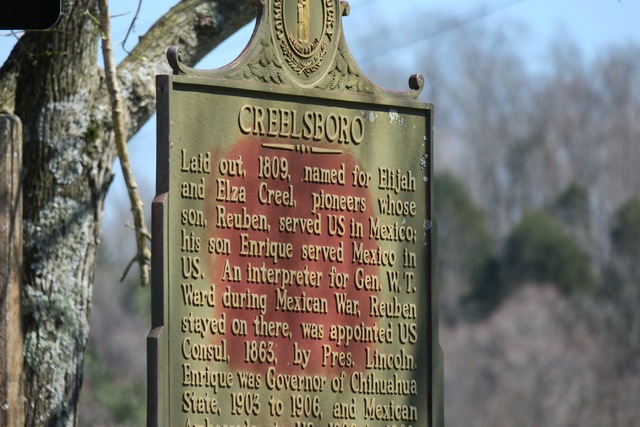 CREELSBORO
Laid out, 1809, named for Elijah
and Elza Creel, pioneers whose
son, Reuben, served US in Mexico;
his son Enrique served Mexico in
US. An interpreter for Gen. W. T.
Ward during Mexican War, Reuben
stayed on there, was appointed US
Consul, 1863, by Pres. Lincoln.
Enrique was Governor of Chihuahua
State, 1903 to 1906, and Mexican